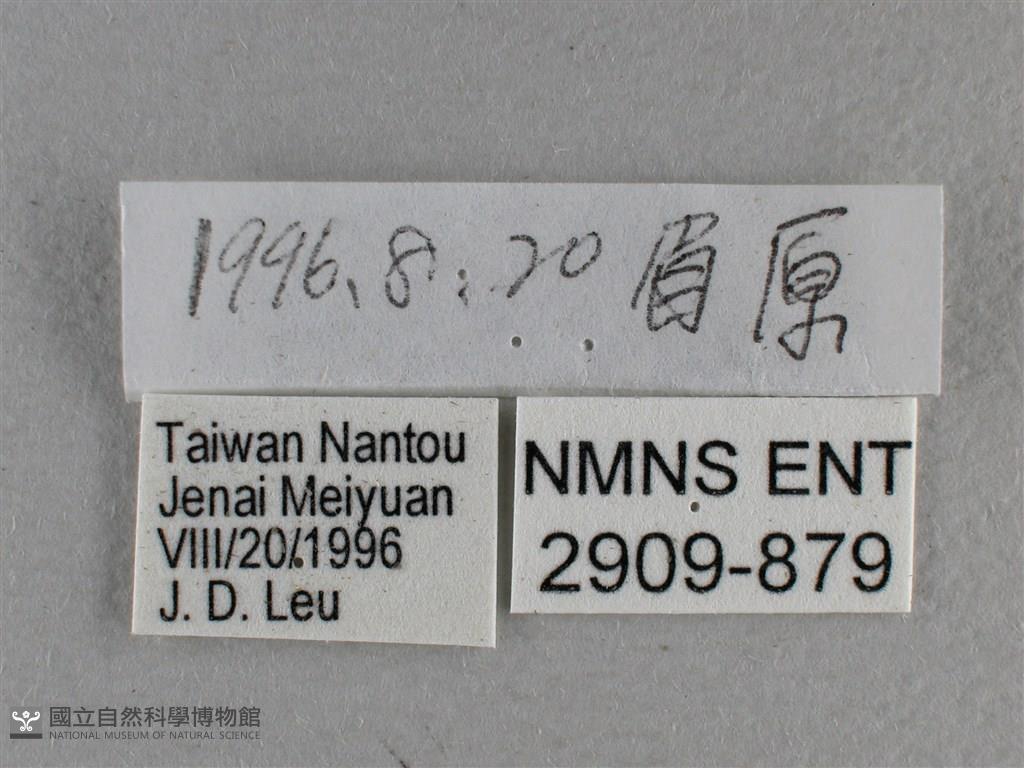 1996.8.20 眉原
Taiwan Nantou
Jenai Meiyuan
VIII/20/1996
J. D. Leu
NMNS ENT
2909-879
國立自然科學博物館
NATIONAL MUSEUM OF NATURAL SCIENCE